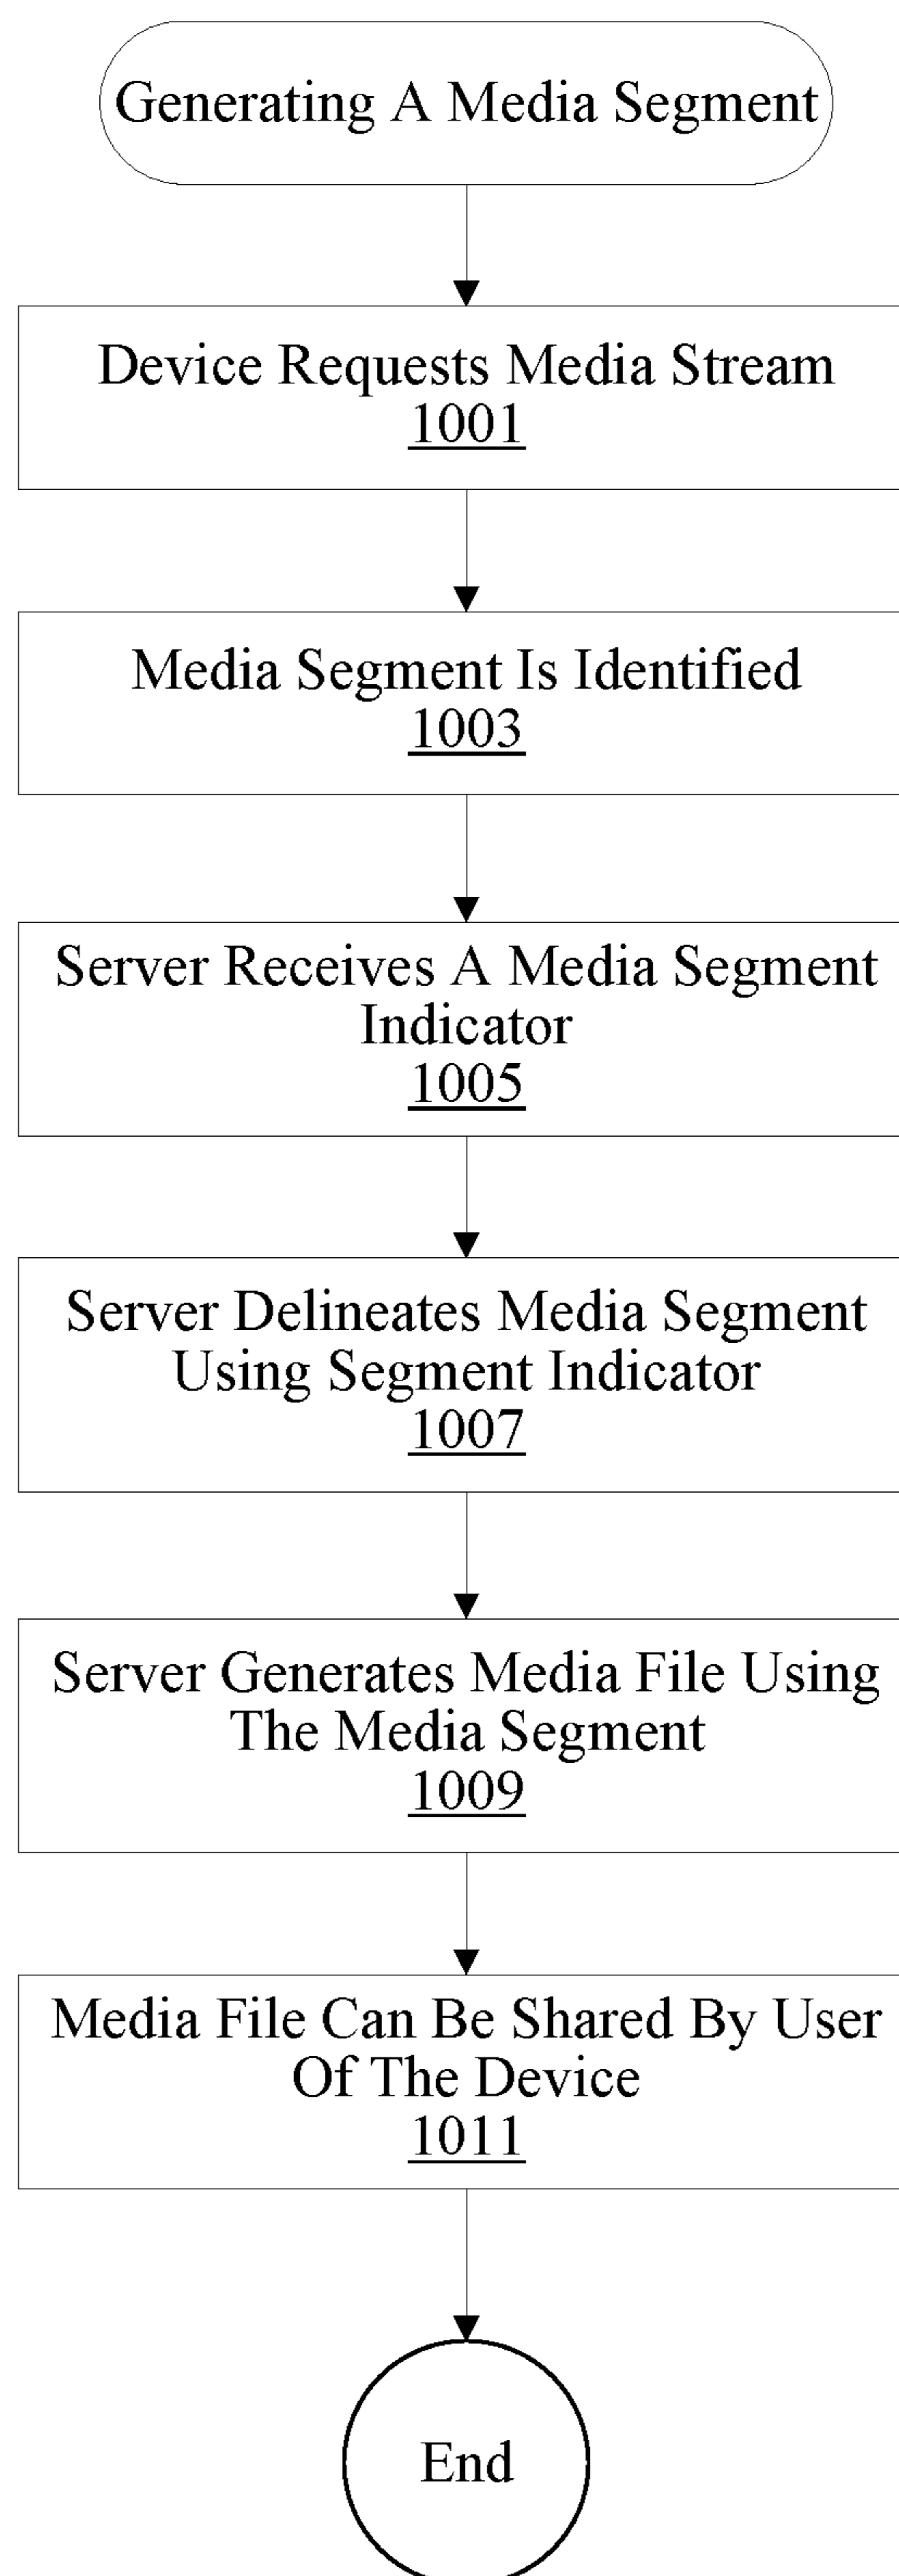 Generating A Media Segment
Device Requests Media Stream
1001
Media Segment Is Identified
1003
Server Receives A Media Segment
Indicator
1005
Server Delineates Media Segment
Using Segment Indicator
1007
Server Generates Media File Using
The Media Segment
1009
Media File Can Be Shared By User
Of The Device
1011
End